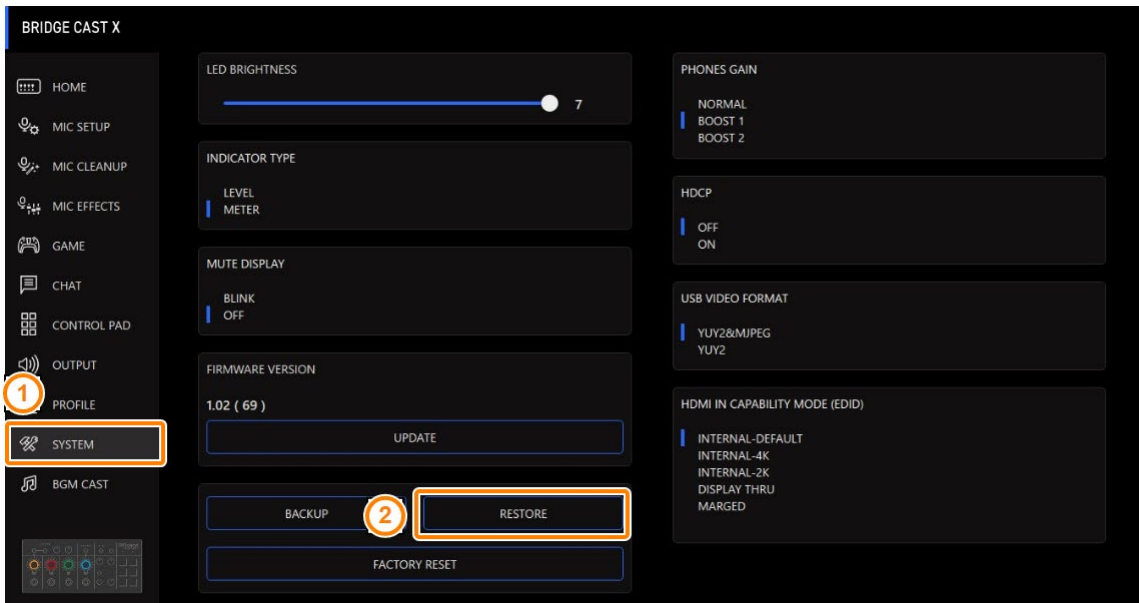 BRIDGE CAST X
HOME
MIC SETUP
MIC CLEANUP
MIC EFFECTS
GAME
CHAT
CONTROL PAD
OUTPUT
1
PROFILE
SYSTEM
BGM CAST
LED BRIGHTNESS
7
INDICATOR TYPE
LEVEL
METER
MUTE DISPLAY
BLINK
OFF
FIRMWARE VERSION
1.02 ( 69 )
UPDATE
BACKUP
2
RESTORE
FACTORY RESET
PHONES GAIN
NORMAL
BOOST 1
BOOST 2
HDCP
OFF
ON
USB VIDEO FORMAT
YUY2&MJPEG
YUY2
HDMI IN CAPABILITY MODE (EDID)
INTERNAL-DEFAULT
INTERNAL-4K
INTERNAL-2K
DISPLAY THRU
MARGED